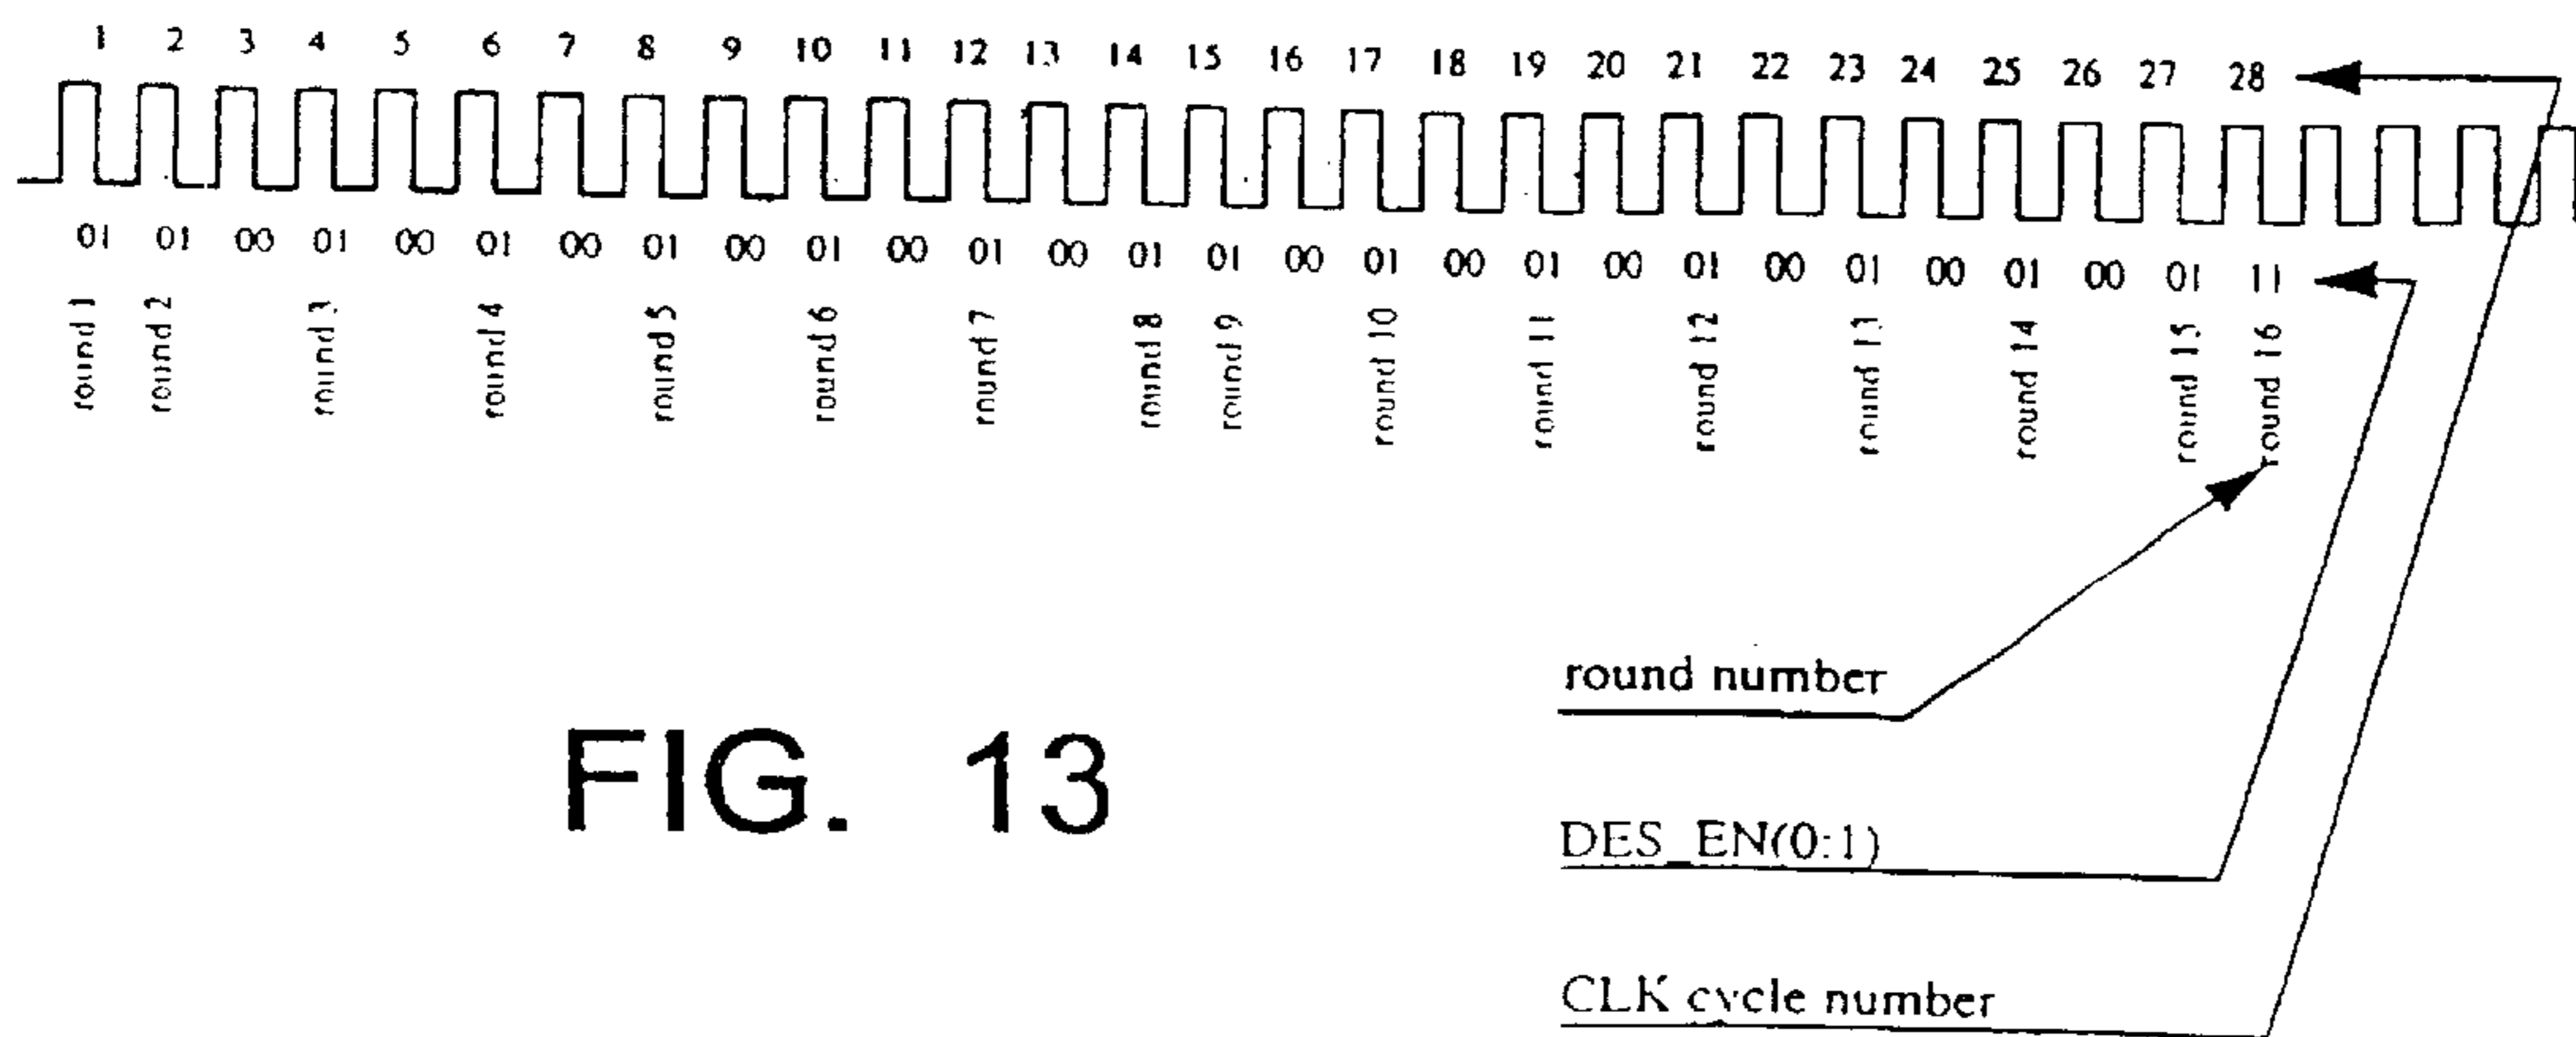 1 2 3 4 5 6 7 8 9 10 11 12 13 14 15 16 17 18 19 20 21 22 23 24 25 26 27 28
01 01 00 01 00 01 00 01 00 01 00 01 00 01 01 00 01 00 01 00 01 00 01 00 01 00 01 11
round 1
round 2
round 3
round 4
round 5
round 6
round 7
round 8
round 9
round 10
round 11
round 12
round 13
round 14
round 15
round 16
round number
FIG. 13
DES_EN(0:1)
CLK cycle number